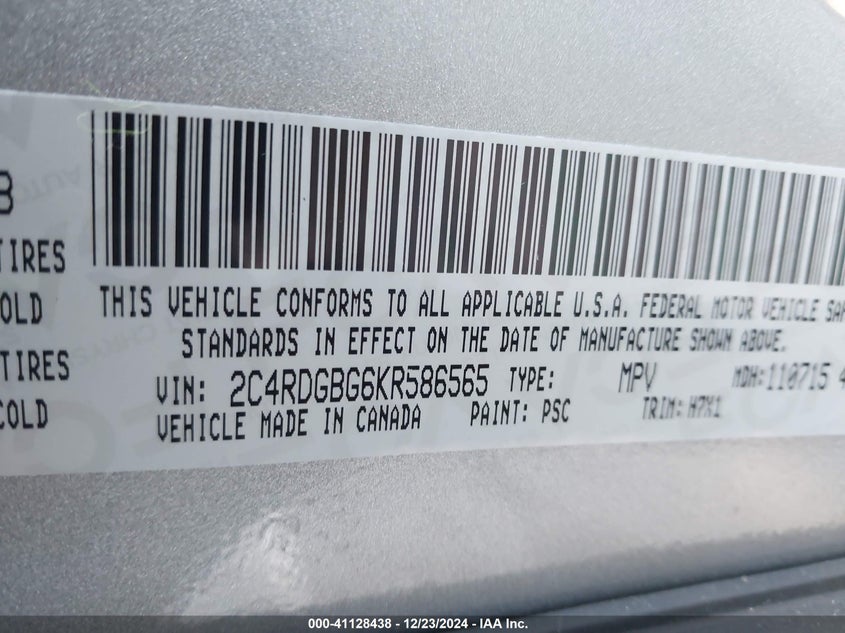 B
TIRES
COLD
TIRES
COLD
THIS VEHICLE CONFORMS TO ALL APPLICABLE U.S.A. FEDERAL MOTOR VEHICLE SAF
STANDARDS IN EFFECT ON THE DATE OF MANUFACTURE SHOWN ABOVE.
VIN: 2C4RDGBG6KR586565 TYPE: MPV MDH: 110715 4
VEHICLE MADE IN CANADA PAINT: PSC TRIM: H7X1
000-41128438 - 12/23/2024 - IAA Inc.